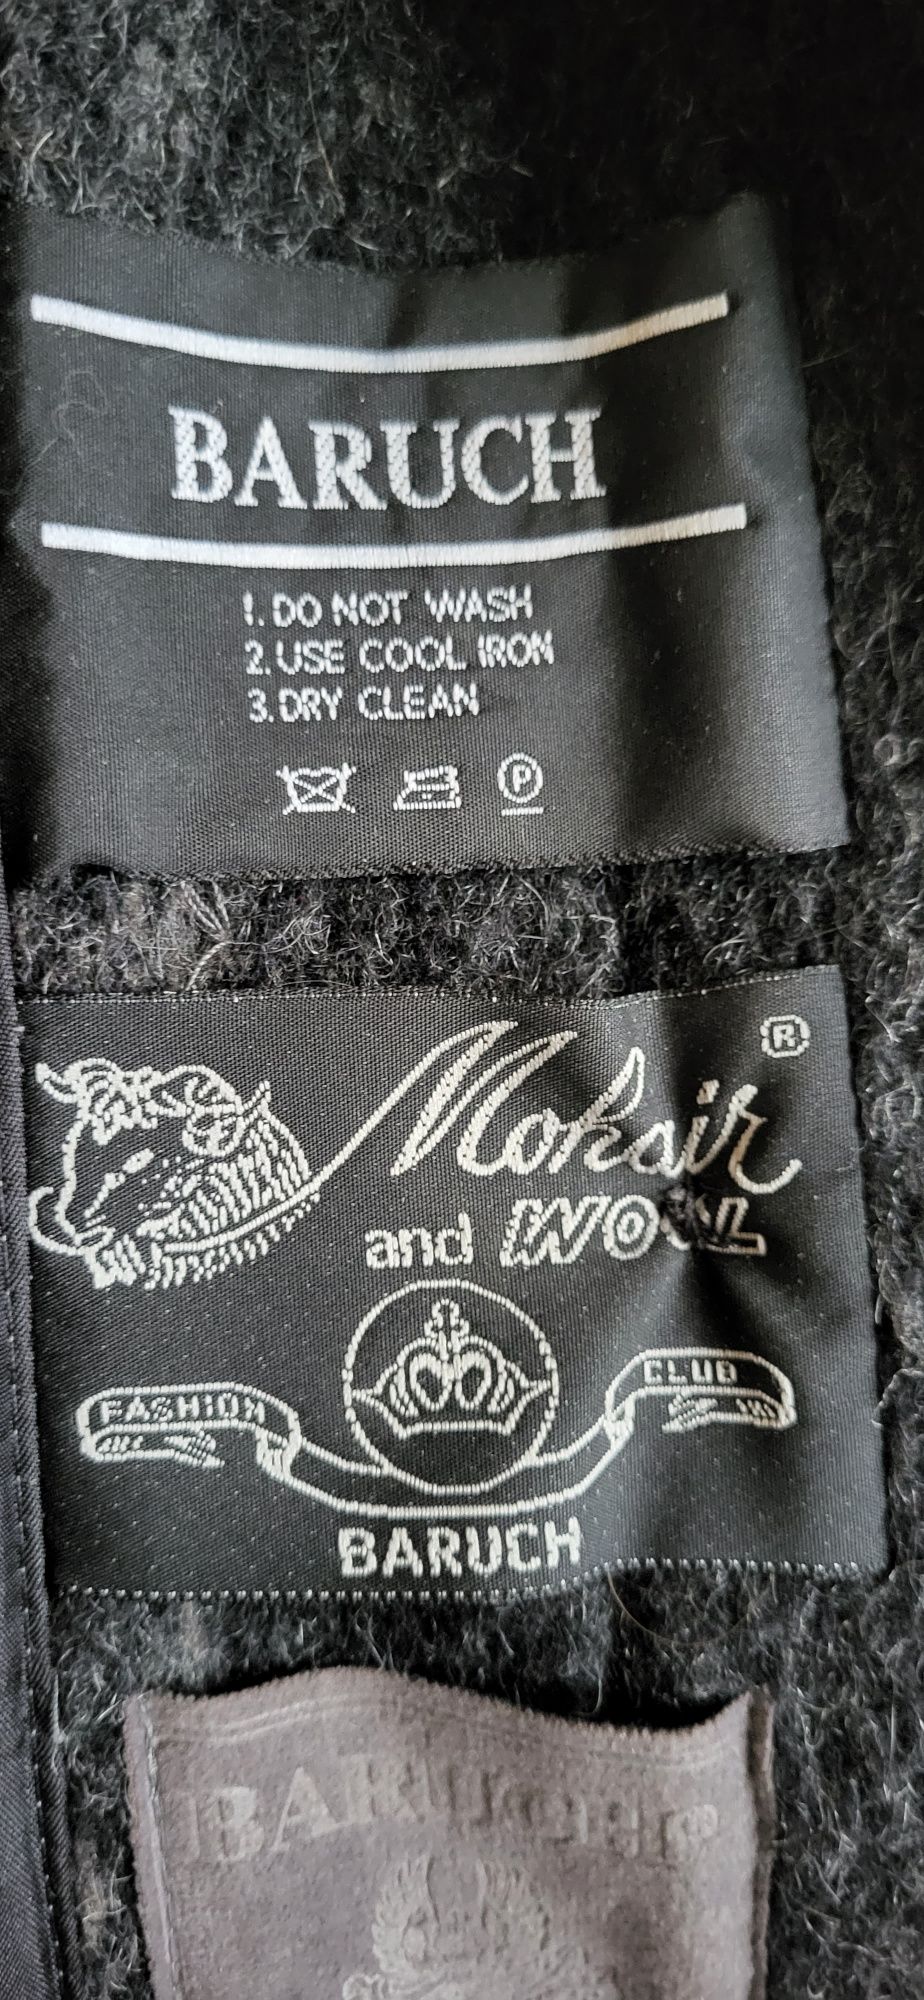 BARUCH
1. DO NOT WASH
2. USE COOL IRON
3. DRY CLEAN
P
®
Mohair
and WOOL
FASHION CLUB
BARUCH